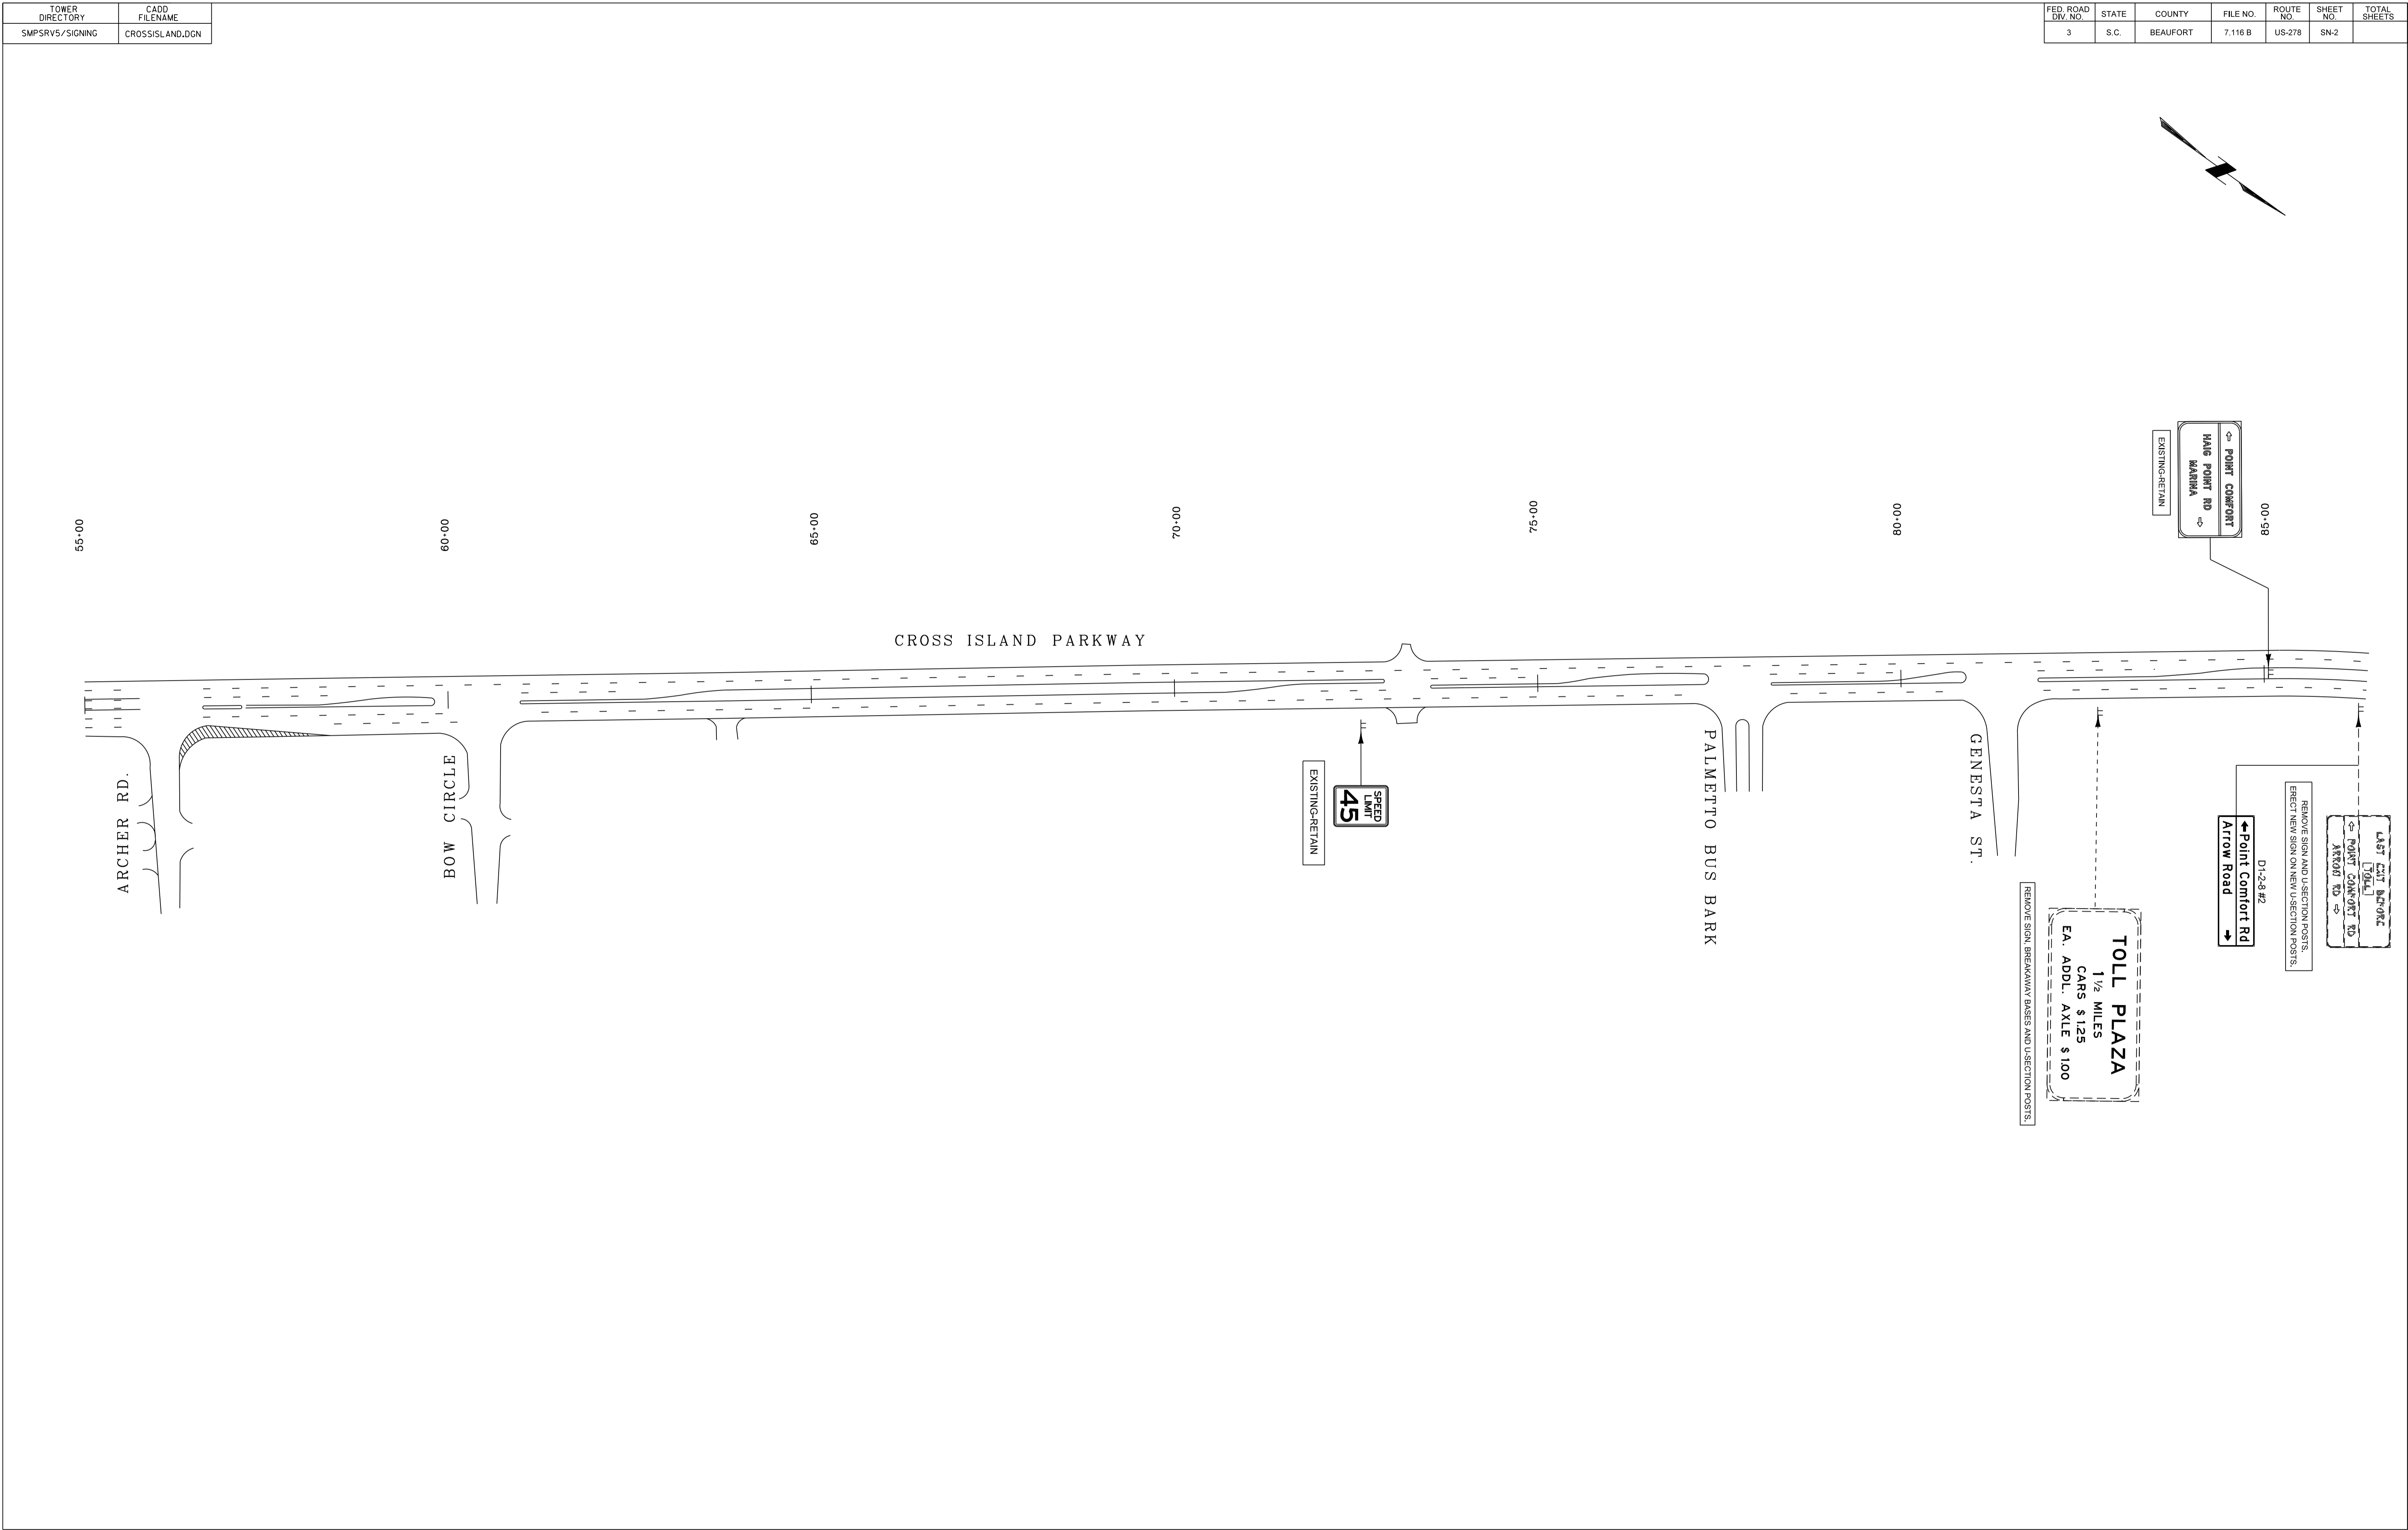 TOWER DIRECTORY
CADD FILENAME
SMPSRV5/SIGNING
CROSSISLAND.DGN
FED. ROAD DIV. NO.
STATE
COUNTY
FILE NO.
ROUTE NO.
SHEET NO.
TOTAL SHEETS
3
S.C.
BEAUFORT
7.116 B
US-278
SN-2
POINT COMFORT
HAIG POINT RD
MARINA
EXISTING-RETAIN
55+00
60+00
65+00
70+00
75+00
80+00
85+00
CROSS ISLAND PARKWAY
ARCHER RD.
BOW CIRCLE
SPEED
LIMIT
45
EXISTING-RETAIN
PALMETTO BUS BARK
GENESTA ST.
LAST EXIT BEFORE
TOLL
POINT COMFORT RD
ARROW RD
REMOVE SIGN AND U-SECTION POSTS.
ERECT NEW SIGN ON NEW U-SECTION POSTS.
D1-2-8 #2
←Point Comfort Rd
Arrow Road →
TOLL PLAZA
1 ½ MILES
CARS $ 1.25
EA. ADDL. AXLE $ 1.00
REMOVE SIGN, BREAKAWAY BASES AND U-SECTION POSTS.